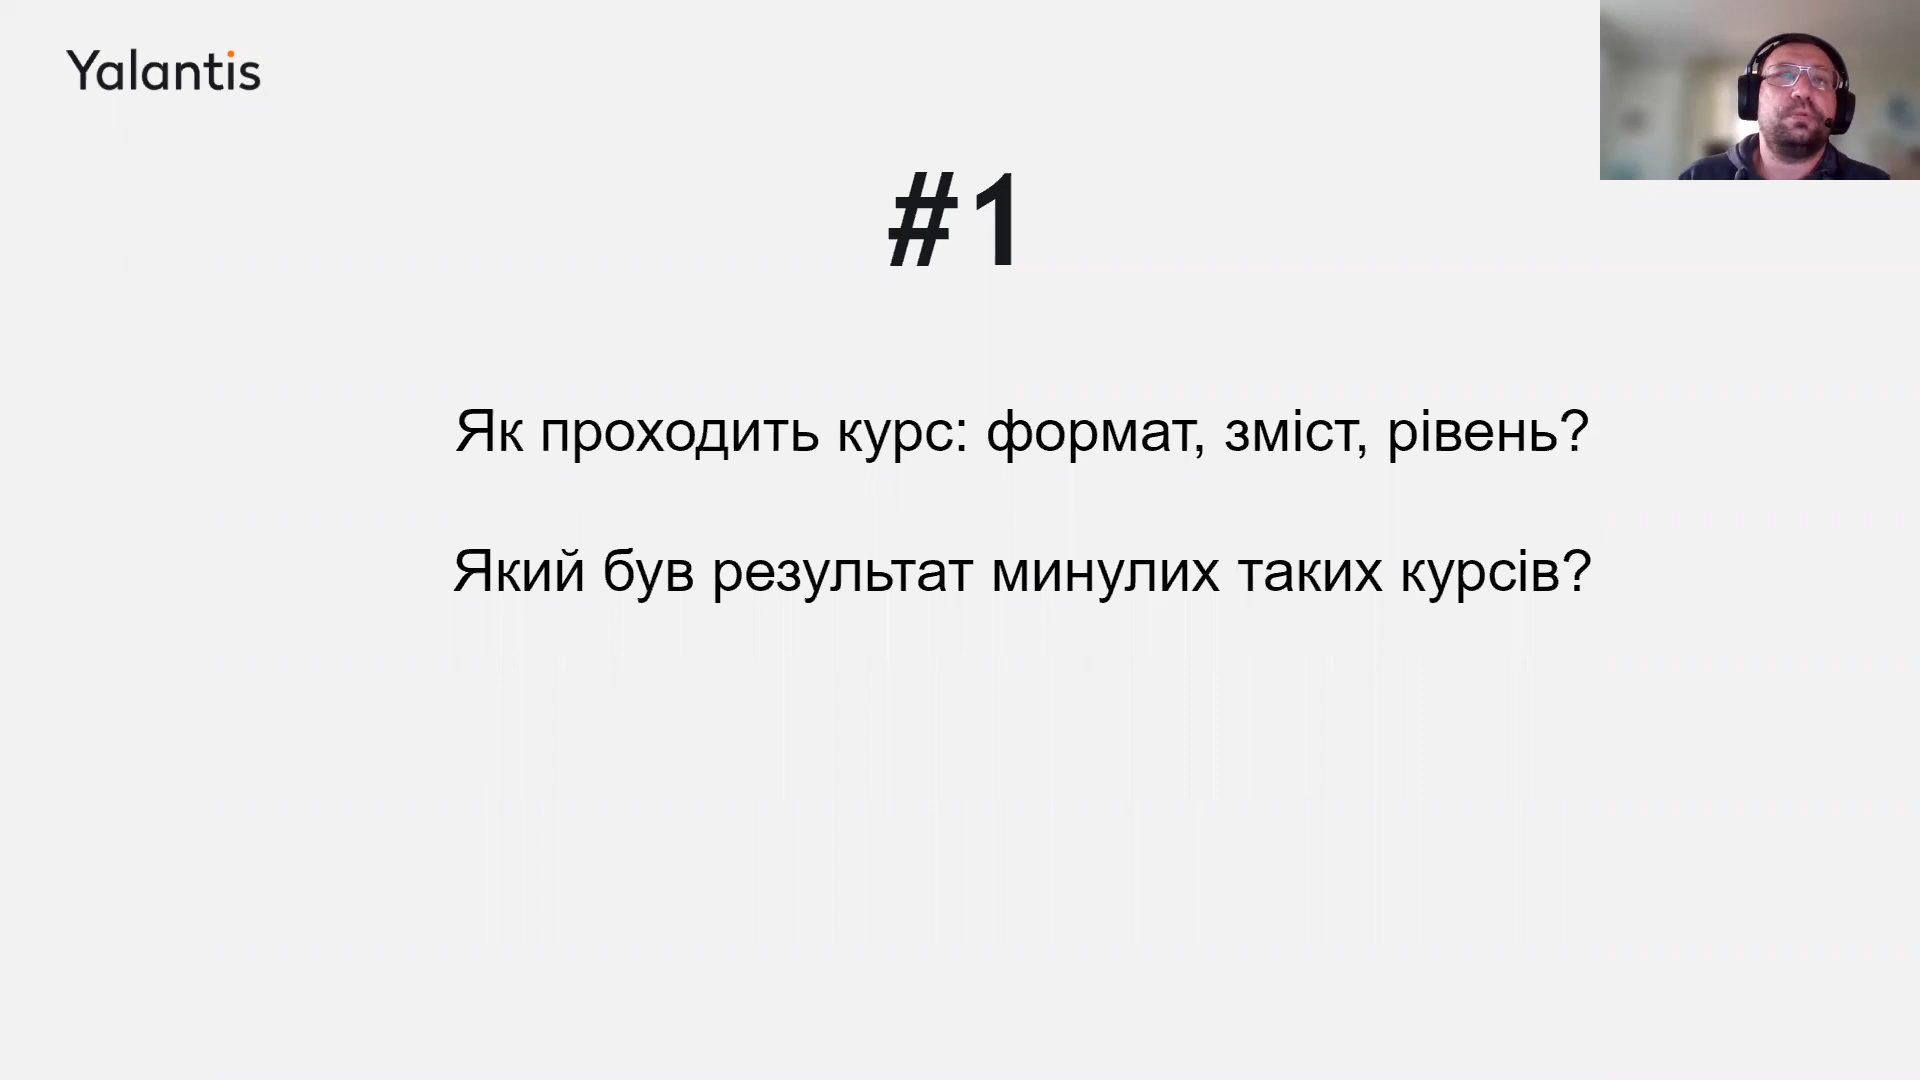 Yalantis
#1
Як проходить курс: формат, зміст, рівень?
Який був результат минулих таких курсів?